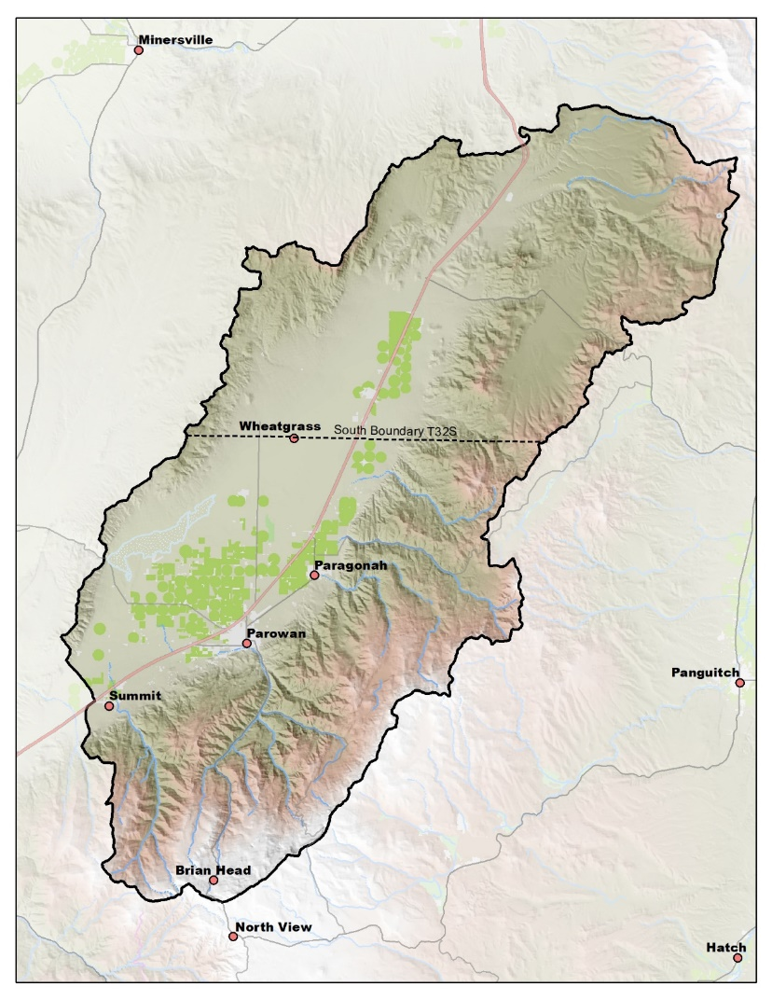 Minersville
Wheatgrass
South Boundary T32S
Paragonah
Parowan
Panguitch
Summit
Brian Head
North View
Hatch